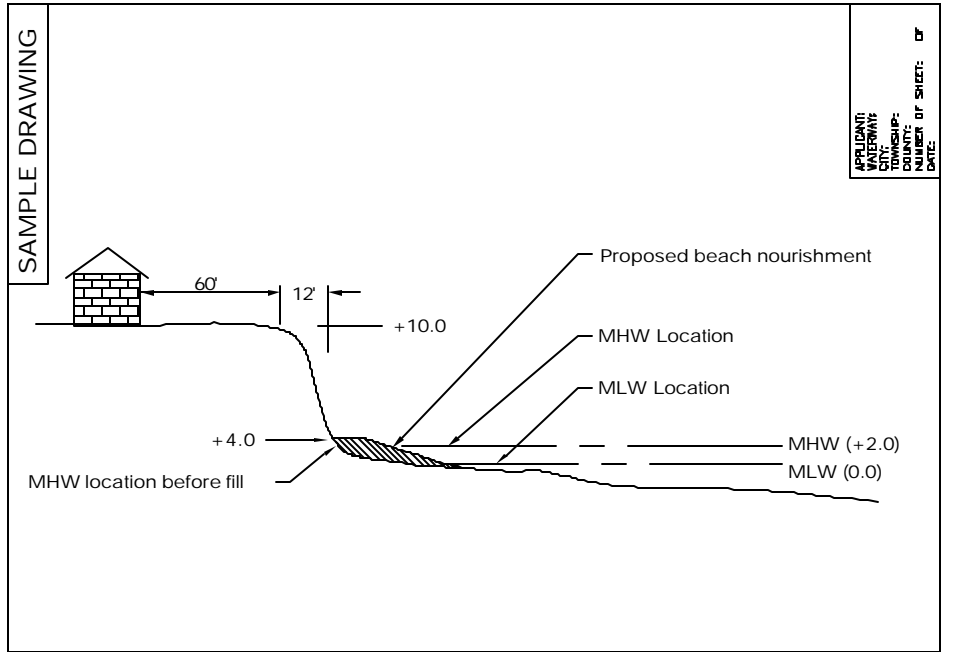 SAMPLE DRAWING
APPLICANT:
WATERWAY:
CITY:
TOWNSHIP:
COUNTY:
NUMBER OF SHEET: OF
DATE:
Proposed beach nourishment
60'
12'
+10.0
MHW Location
MLW Location
+4.0
MHW (+2.0)
MLW (0.0)
MHW location before fill